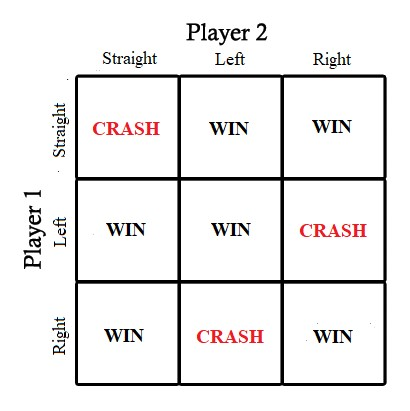 Player 2
Straight Left Right
Player 1
Straight CRASH WIN WIN
Left WIN WIN CRASH
Right WIN CRASH WIN